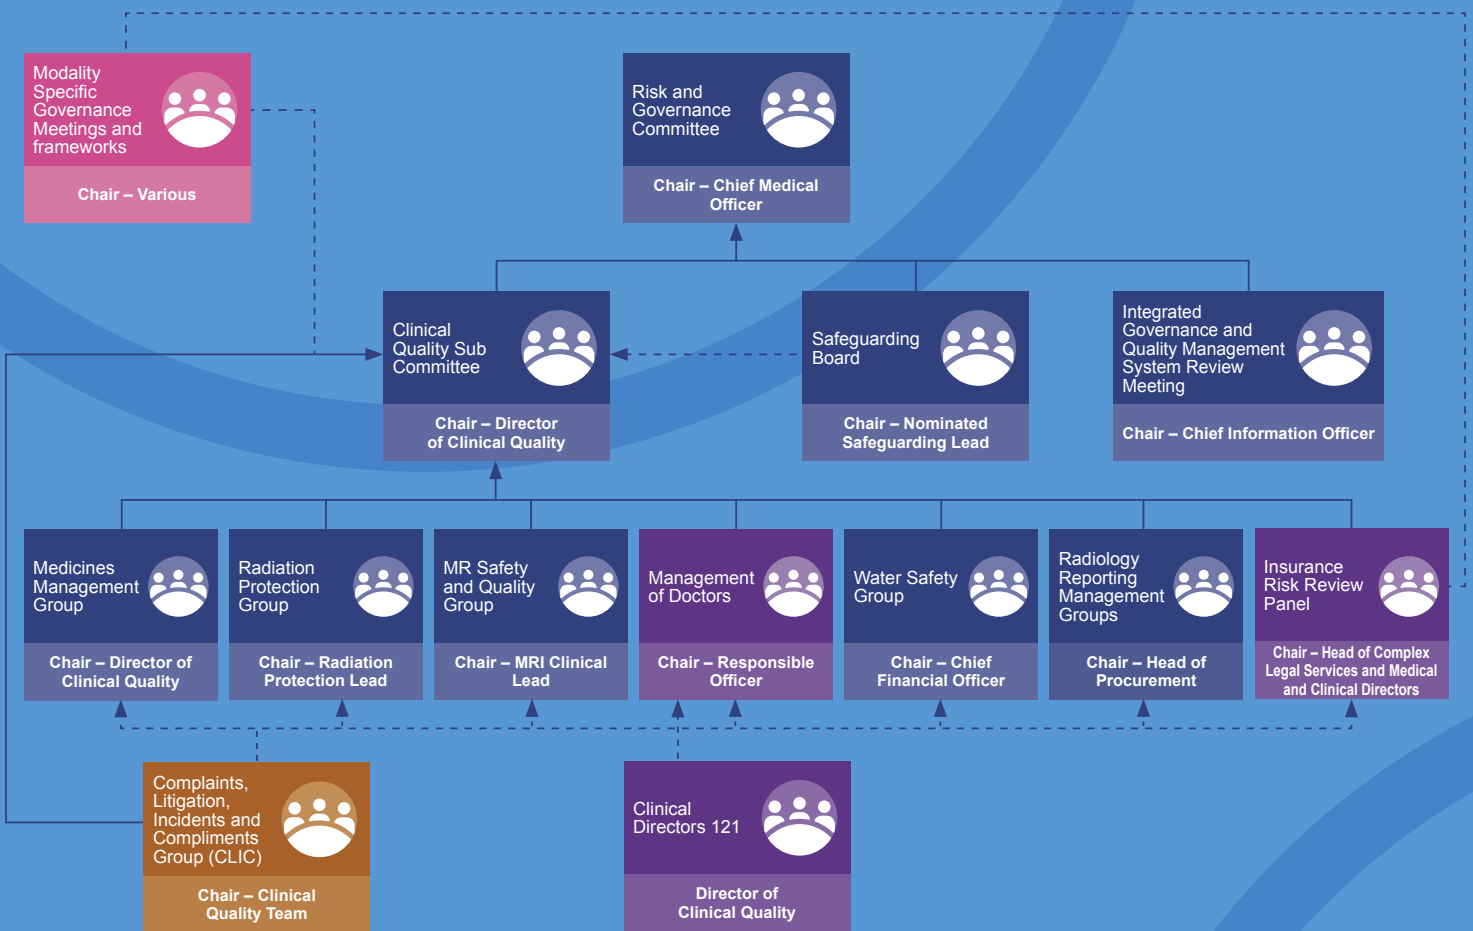 Modality
Specific
Governance
Meetings and
frameworks
Chair – Various
Risk and
Governance
Committee
Chair – Chief Medical
Officer
Clinical
Quality Sub
Committee
Chair – Director
of Clinical Quality
Safeguarding
Board
Chair – Nominated
Safeguarding Lead
Integrated
Governance and
Quality Management
System Review
Meeting
Chair – Chief Information Officer
Medicines
Management
Group
Chair – Director of
Clinical Quality
Radiation
Protection
Group
Chair – Radiation
Protection Lead
MR Safety
and Quality
Group
Chair – MRI Clinical
Lead
Management
of Doctors
Chair – Responsible
Officer
Water Safety
Group
Chair – Chief
Financial Officer
Radiology
Reporting
Management
Groups
Chair – Head of
Procurement
Insurance
Risk Review
Panel
Chair – Head of Complex
Legal Services and Medical
and Clinical Directors
Complaints,
Litigation,
Incidents and
Compliments
Group (CLIC)
Chair – Clinical
Quality Team
Clinical
Directors 121
Director of
Clinical Quality